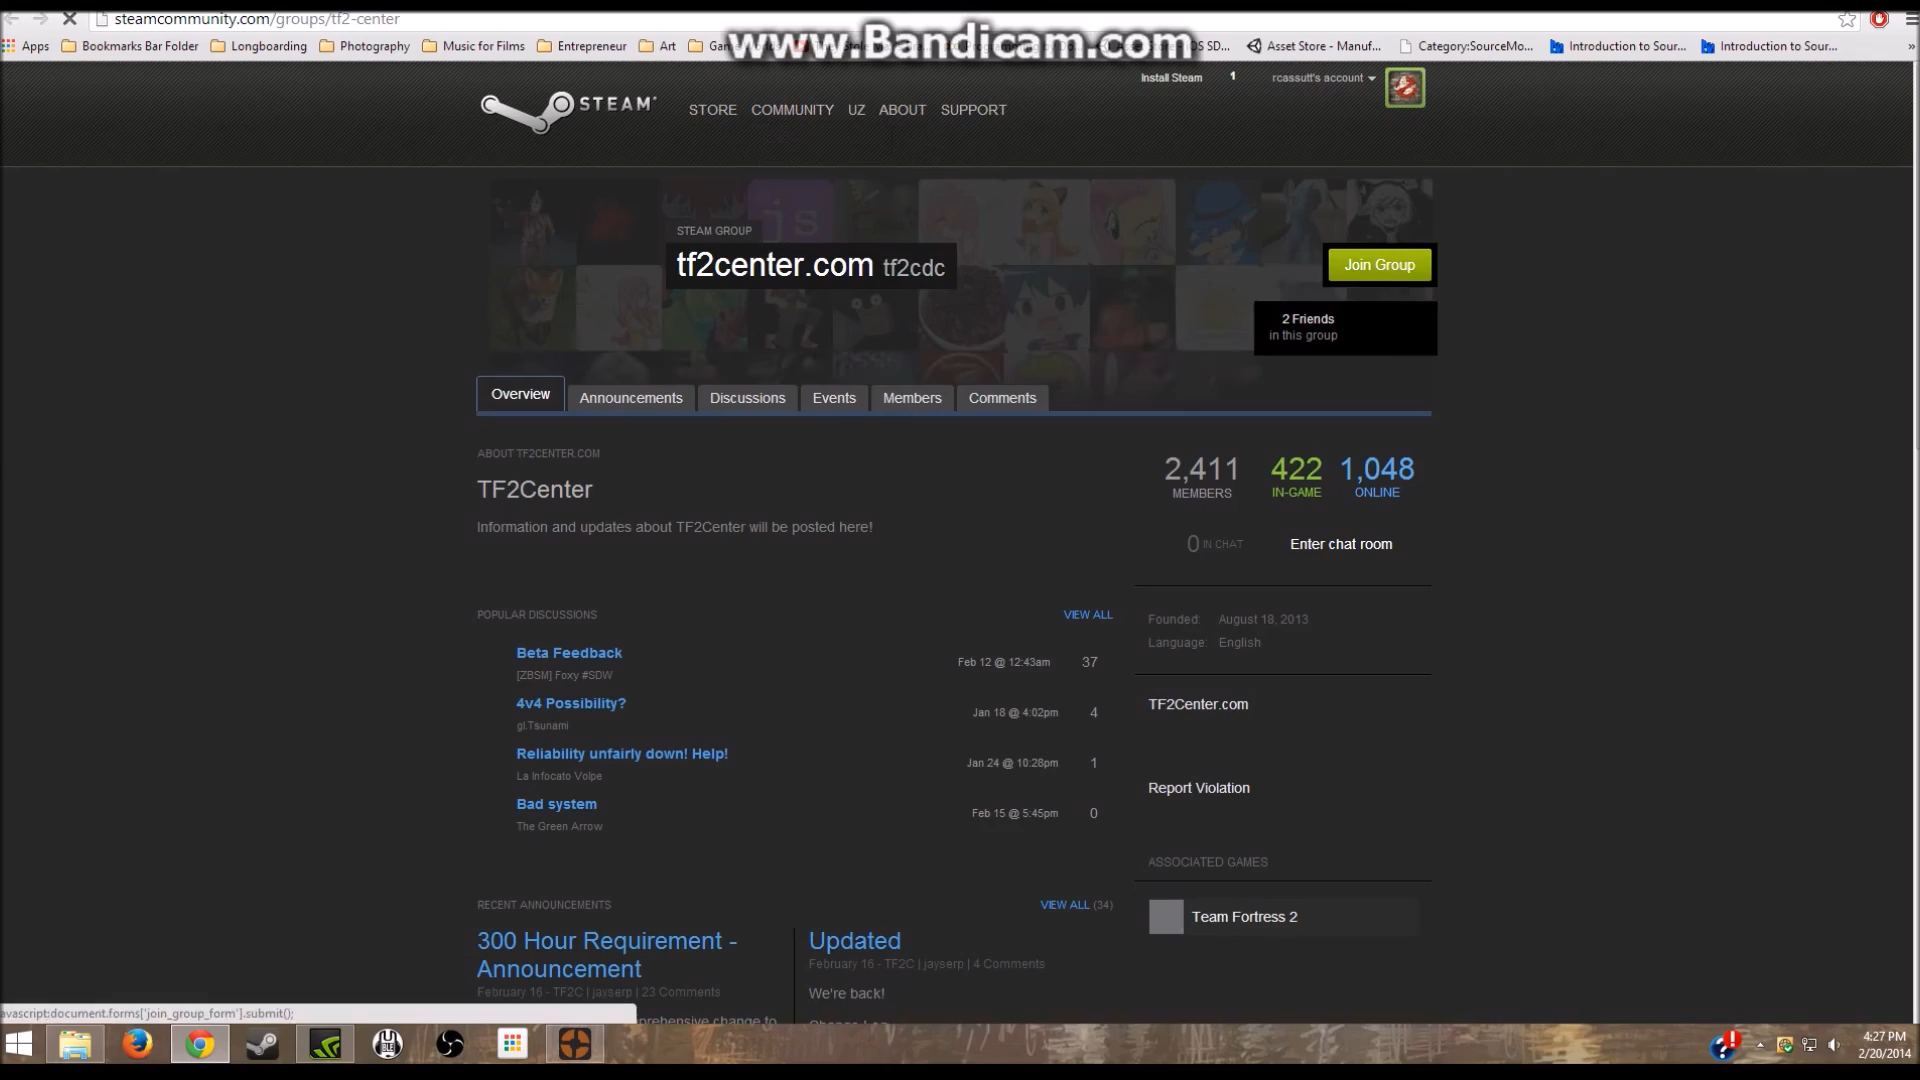 steamcommunity.com/groups/tf2-center
Apps Bookmarks Bar Folder Longboarding Photography Music for Films Entrepreneur Art Asset Store - Manuf... Category:SourceMo... Introduction to Sour... Introduction to Sour... »
www.Bandicam.com
Install Steam 1 rcassutt's account
STEAM STORE COMMUNITY UZ ABOUT SUPPORT
js
STEAM GROUP
tf2center.com tf2cdc
Join Group
2 Friends
in this group
Overview Announcements Discussions Events Members Comments
ABOUT TF2CENTER.COM
TF2Center
Information and updates about TF2Center will be posted here!
2,411 422 1,048
MEMBERS IN-GAME ONLINE
0 IN CHAT Enter chat room
POPULAR DISCUSSIONS VIEW ALL
Beta Feedback
[ZBSM] Foxy #SDW
Feb 12 @ 12:43am 37
4v4 Possibility?
gl.Tsunami
Jan 18 @ 4:02pm 4
Reliability unfairly down! Help!
La Infocato Volpe
Jan 24 @ 10:28pm 1
Bad system
The Green Arrow
Feb 15 @ 5:45pm 0
Founded: August 18, 2013
Language: English
TF2Center.com
Report Violation
ASSOCIATED GAMES
Team Fortress 2
RECENT ANNOUNCEMENTS VIEW ALL (34)
300 Hour Requirement -
Announcement
February 16 - TF2C | jayserp | 23 Comments
prehensive change to
Updated
February 16 - TF2C | jayserp | 4 Comments
We're back!
avascript:document.forms['join_group_form'].submit();
4:27 PM
2/20/2014